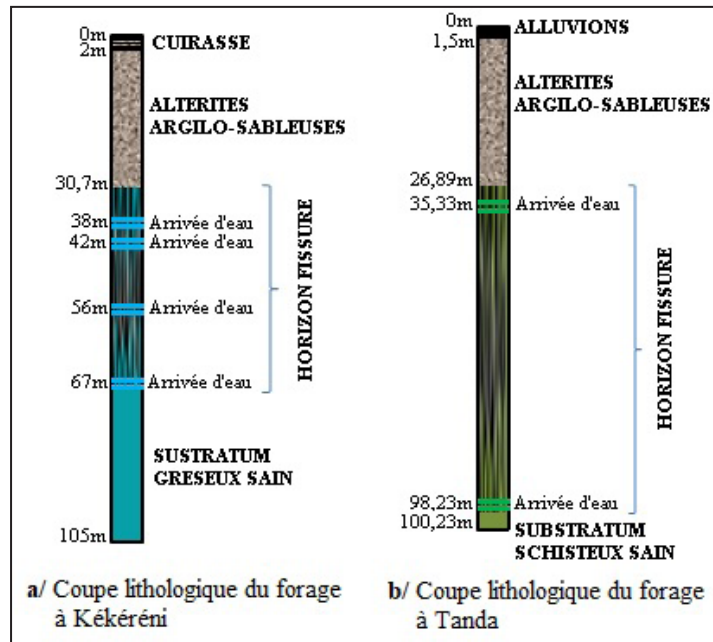 0m
CUIRASSE
2m
ALTERITES
ARGILO-SABLEUSES
30,7m
38m Arrivée d'eau
42m Arrivée d'eau
56m Arrivée d'eau
67m Arrivée d'eau
HORIZON FISSURE
SUSTRATUM
GRESEUX SAIN
105m
a/ Coupe lithologique du forage
à Kékéréni
0m
ALLUVIONS
1,5m
ALTERITES
ARGILO-SABLEUSES
26,89m
35,33m Arrivée d'eau
HORIZON FISSURE
98,23m Arrivée d'eau
100,23m
SUBSTRATUM
SCHISTEUX SAIN
b/ Coupe lithologique du forage
à Tanda